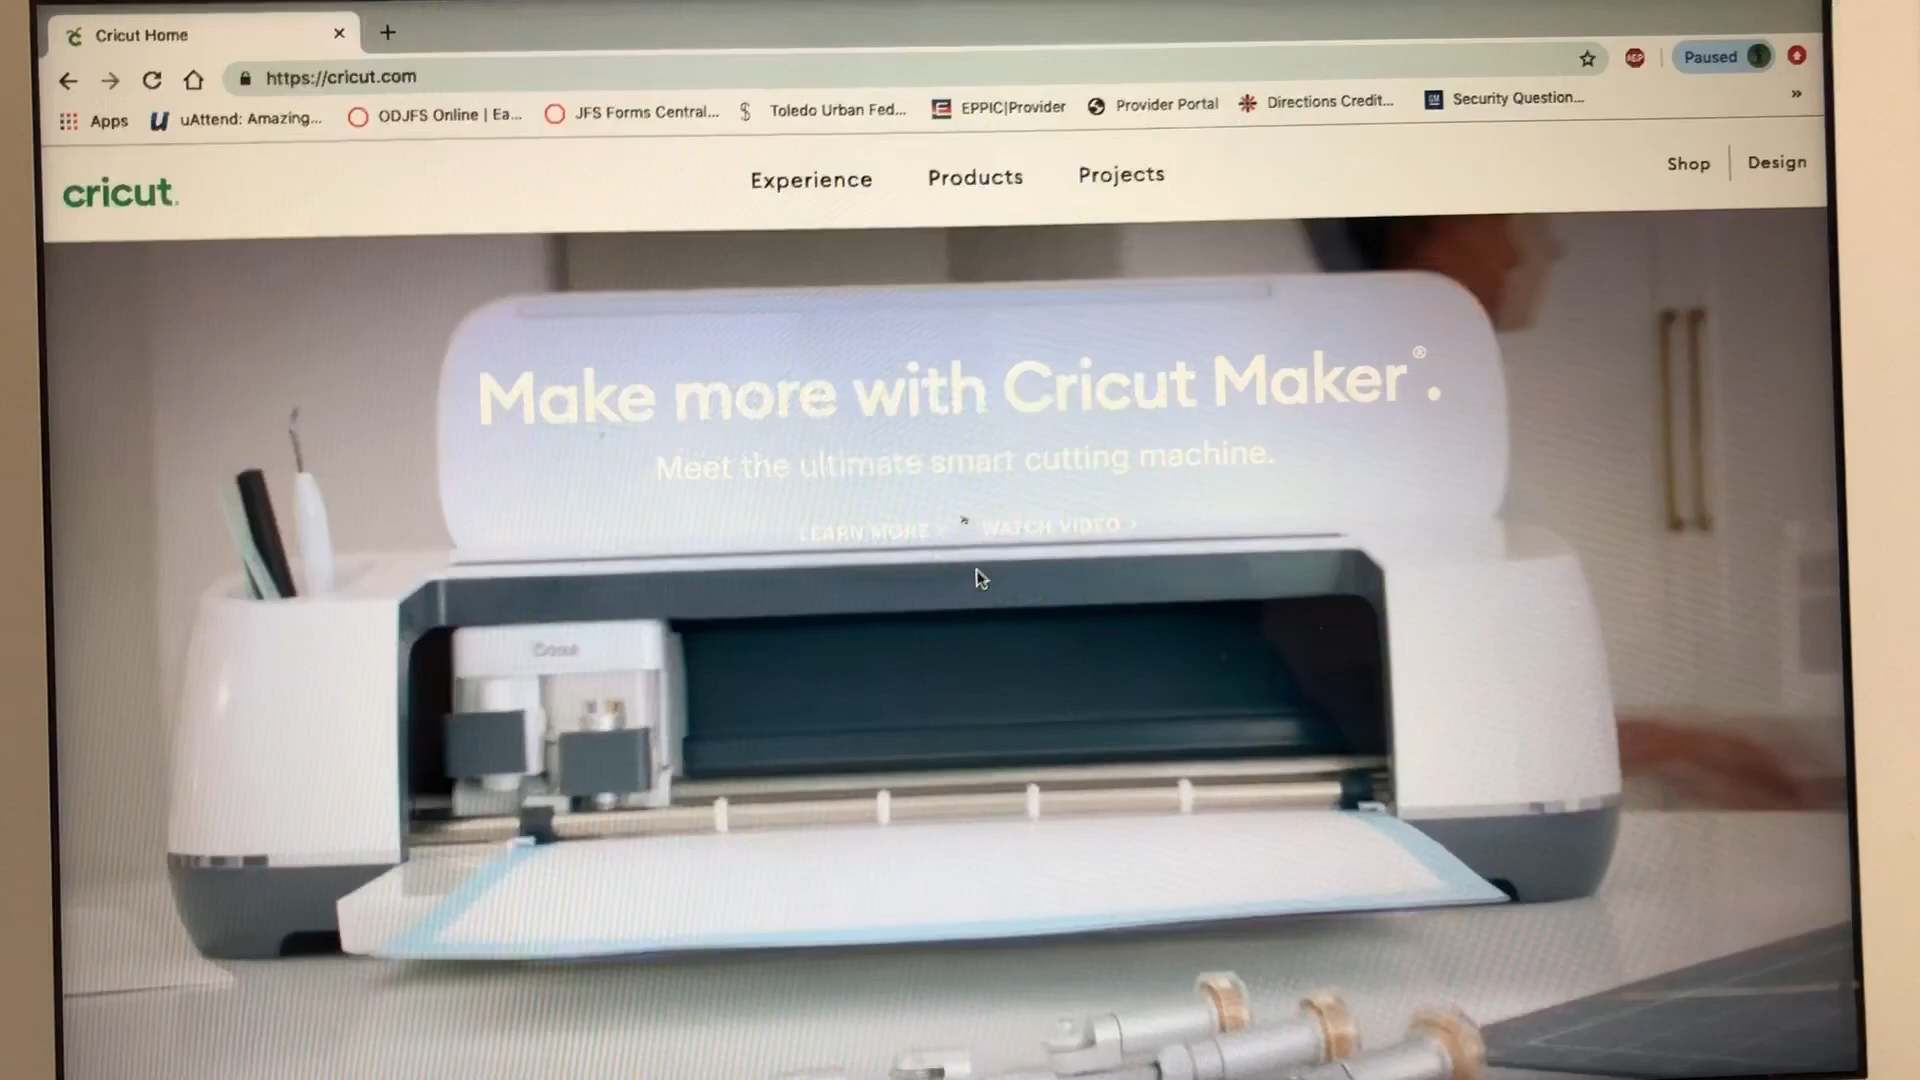 Cricut Home
https://cricut.com
Paused
ABP
Apps
uAttend: Amazing...
ODJFS Online | Ea...
JFS Forms Central...
Toledo Urban Fed...
EPPIC|Provider
Provider Portal
Directions Credit...
Security Question...
cricut.
Experience
Products
Projects
Shop
Design
Make more with Cricut Maker®.
Meet the ultimate smart cutting machine.
LEARN MORE >
WATCH VIDEO >
Cricut